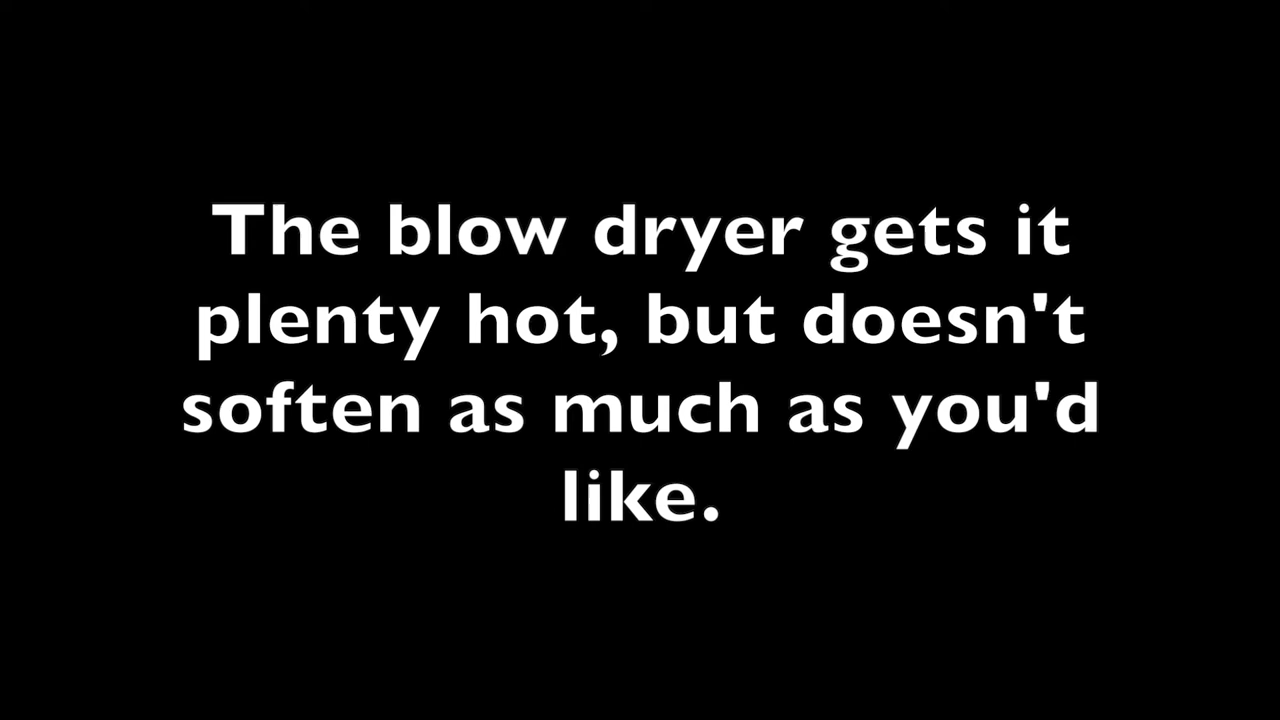 The blow dryer gets it
plenty hot, but doesn't
soften as much as you'd
like.